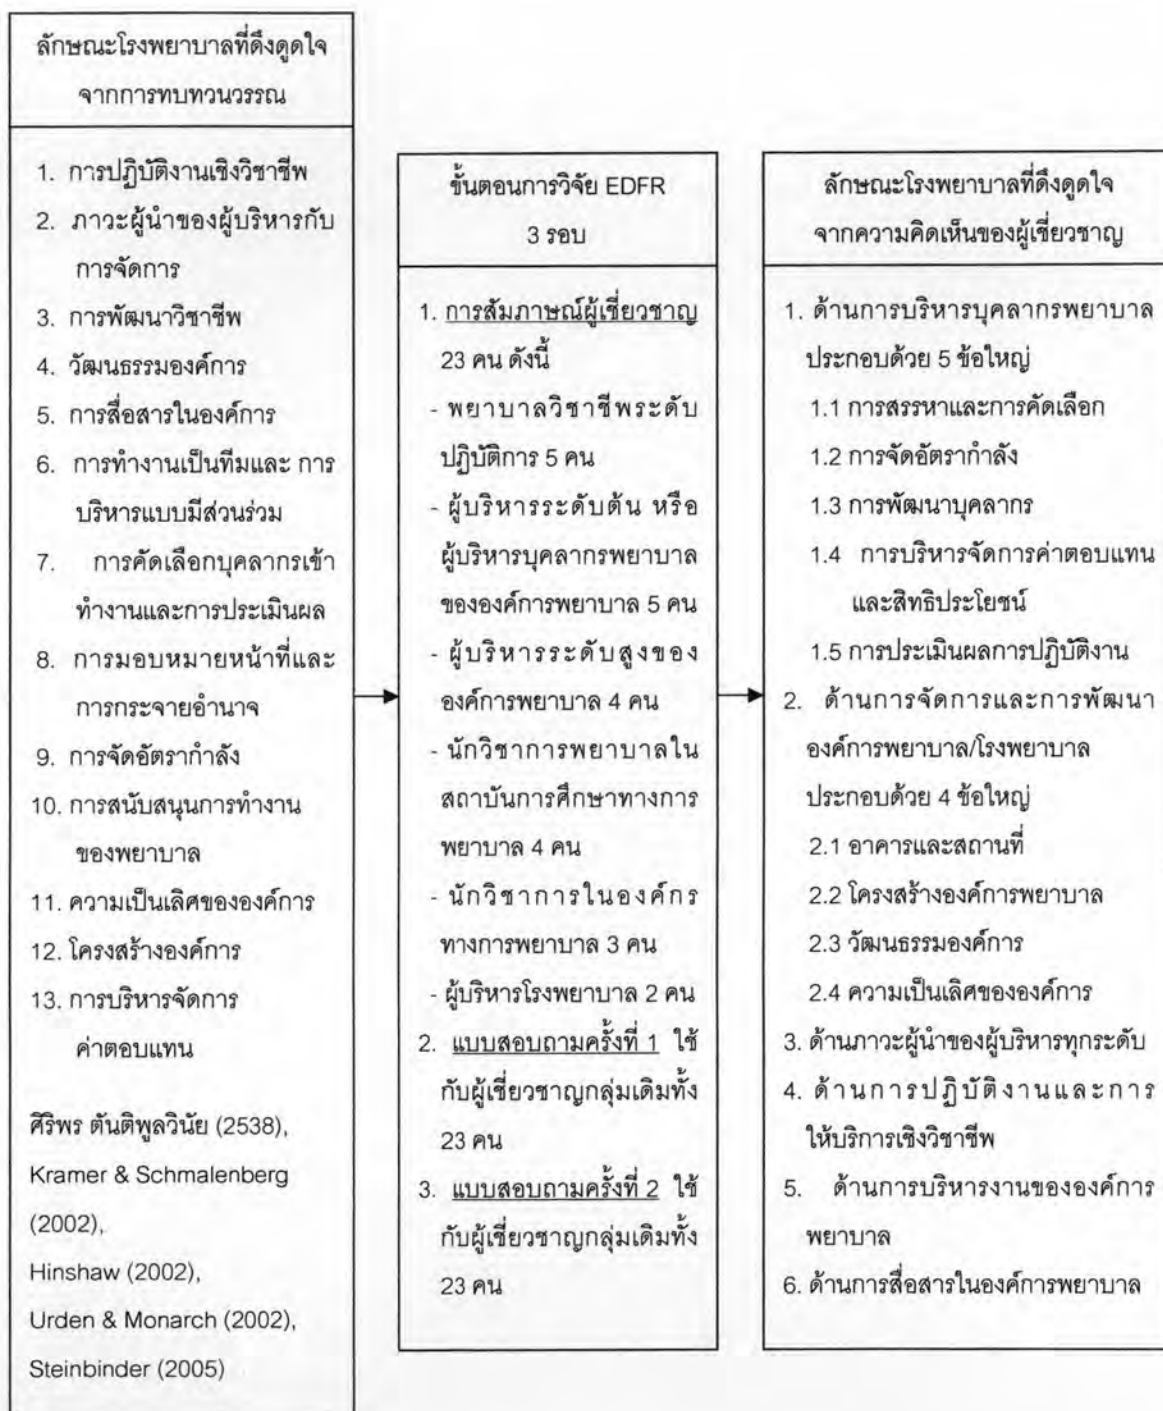 ลักษณะโรงพยาบาลที่ดึงดูดใจ
จากการทบทวนวรรณ
1. การปฏิบัติงานเชิงวิชาชีพ
2. ภาวะผู้นำของผู้บริหารกับ
การจัดการ
3. การพัฒนาวิชาชีพ
4. วัฒนธรรมองค์การ
5. การสื่อสารในองค์การ
6. การทำงานเป็นทีมและ การ
บริหารแบบมีส่วนร่วม
7. การคัดเลือกบุคลากรเข้า
ทำงานและการประเมินผล
8. การมอบหมายหน้าที่และ
การกระจายอำนาจ
9. การจัดอัตรากำลัง
10. การสนับสนุนการทำงาน
ของพยาบาล
11. ความเป็นเลิศขององค์การ
12. โครงสร้างองค์การ
13. การบริหารจัดการ
ค่าตอบแทน
ศิริพร ตันติพูลวินัย (2538),
Kramer & Schmalenberg
(2002),
Hinshaw (2002),
Urden & Monarch (2002),
Steinbinder (2005)
ขั้นตอนการวิจัย EDFR
3 รอบ
1. การสัมภาษณ์ผู้เชี่ยวชาญ
23 คน ดังนี้
- พยาบาลวิชาชีพระดับ
ปฏิบัติการ 5 คน
- ผู้บริหารระดับต้น หรือ
ผู้บริหารบุคลากรพยาบาล
ขององค์การพยาบาล 5 คน
- ผู้บริหารระดับสูงของ
องค์การพยาบาล 4 คน
- นักวิชาการพยาบาลใน
สถาบันการศึกษาทางการ
พยาบาล 4 คน
- นักวิชาการในองค์กร
ทางการพยาบาล 3 คน
- ผู้บริหารโรงพยาบาล 2 คน
2. แบบสอบถามครั้งที่ 1 ใช้
กับผู้เชี่ยวชาญกลุ่มเดิมทั้ง
23 คน
3. แบบสอบถามครั้งที่ 2 ใช้
กับผู้เชี่ยวชาญกลุ่มเดิมทั้ง
23 คน
ลักษณะโรงพยาบาลที่ดึงดูดใจ
จากความคิดเห็นของผู้เชี่ยวชาญ
1. ด้านการบริหารบุคลากรพยาบาล
ประกอบด้วย 5 ข้อใหญ่
1.1 การสรรหาและการคัดเลือก
1.2 การจัดอัตรากำลัง
1.3 การพัฒนาบุคลากร
1.4 การบริหารจัดการค่าตอบแทน
และสิทธิประโยชน์
1.5 การประเมินผลการปฏิบัติงาน
2. ด้านการจัดการและการพัฒนา
องค์การพยาบาล/โรงพยาบาล
ประกอบด้วย 4 ข้อใหญ่
2.1 อาคารและสถานที่
2.2 โครงสร้างองค์การพยาบาล
2.3 วัฒนธรรมองค์การ
2.4 ความเป็นเลิศขององค์การ
3. ด้านภาวะผู้นำของผู้บริหารทุกระดับ
4. ด้านการปฏิบัติงานและการ
ให้บริการเชิงวิชาชีพ
5. ด้านการบริหารงานขององค์การ
พยาบาล
6. ด้านการสื่อสารในองค์การพยาบาล